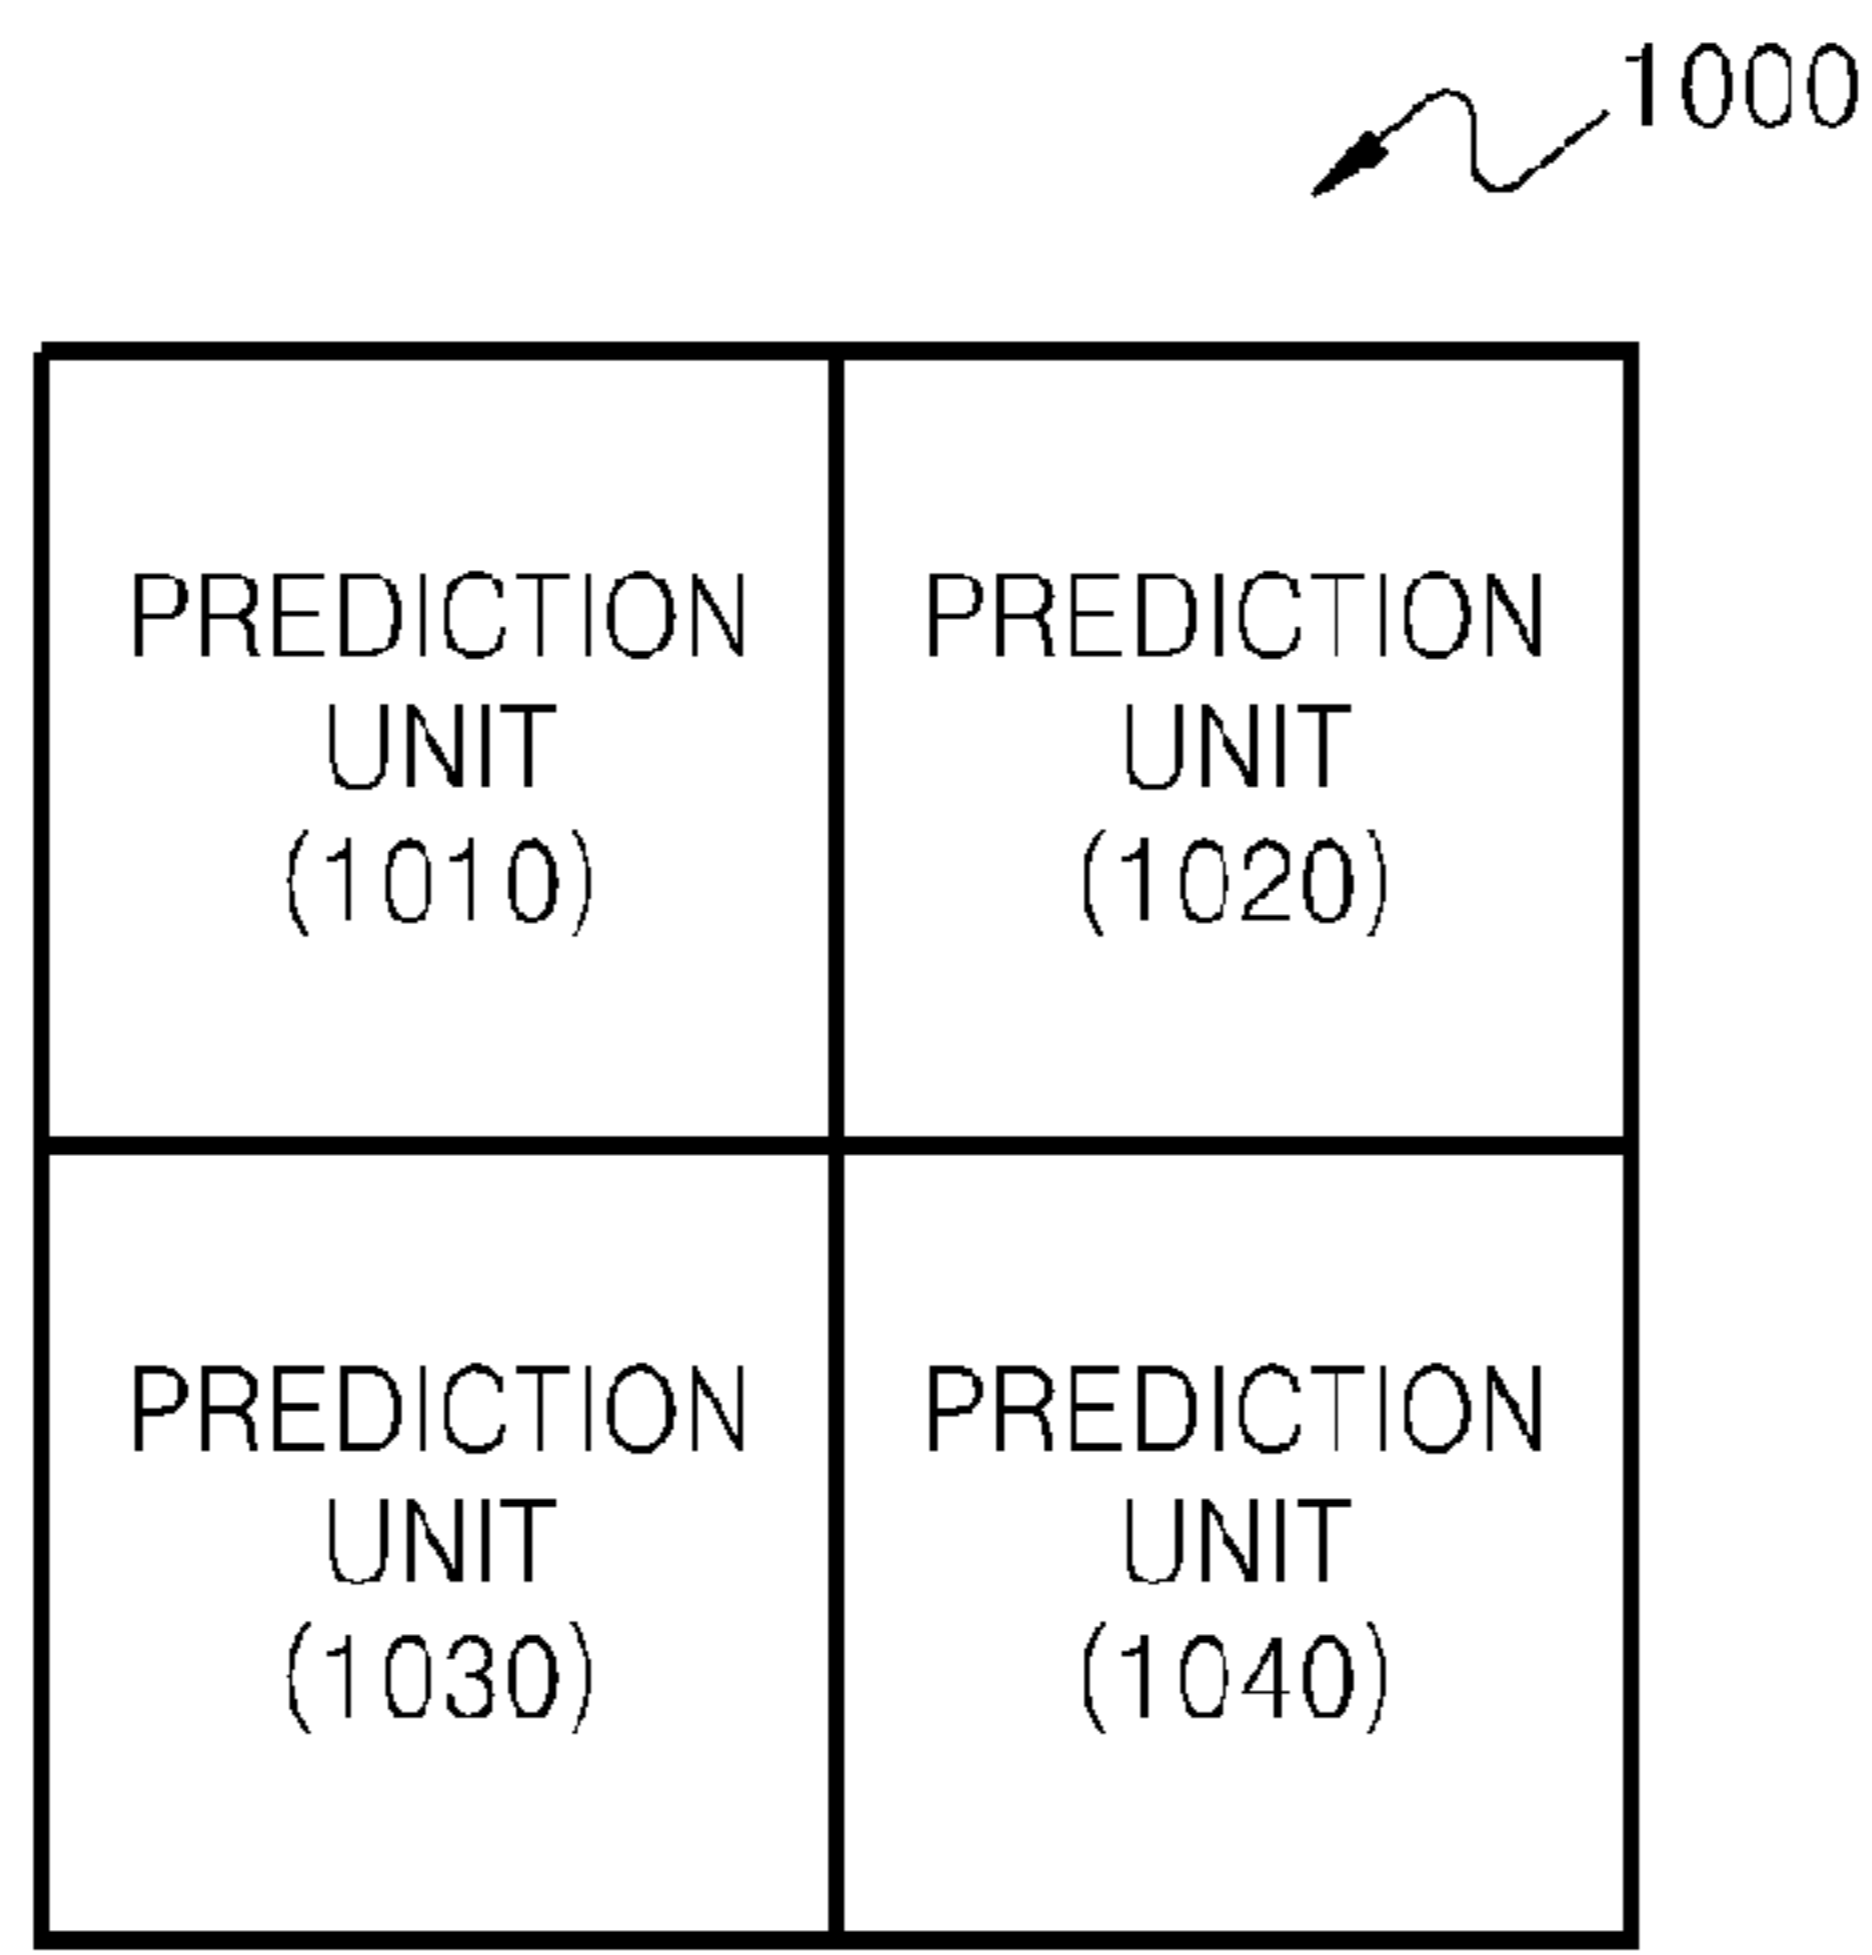 1000
PREDICTION
UNIT
(1010)
PREDICTION
UNIT
(1020)
PREDICTION
UNIT
(1030)
PREDICTION
UNIT
(1040)